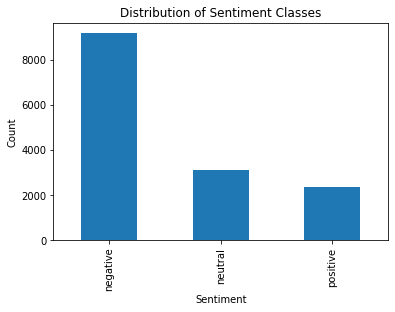 Distribution of Sentiment Classes
8000
6000
4000
2000
0
Count
negative
neutral
positive
Sentiment